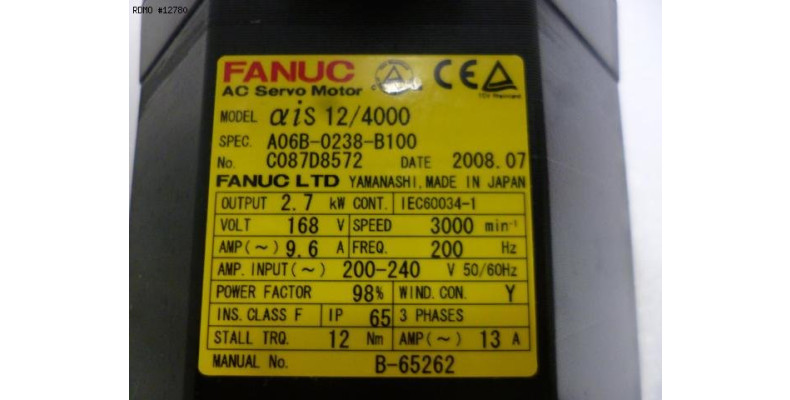 RDMO #12780
FANUC
AC Servo Motor
CE
TÜV Rheinland
MODEL αiS 12/4000
SPEC. A06B-0238-B100
No. C087D8572 DATE 2008.07
FANUC LTD YAMANASHI, MADE IN JAPAN
OUTPUT 2.7 kW CONT. IEC60034-1
VOLT 168 V SPEED 3000 min⁻¹
AMP(~) 9.6 A FREQ. 200 Hz
AMP. INPUT(~) 200-240 V 50/60Hz
POWER FACTOR 98% WIND. CON. Y
INS. CLASS F IP 65 3 PHASES
STALL TRQ. 12 Nm AMP(~) 13 A
MANUAL No. B-65262